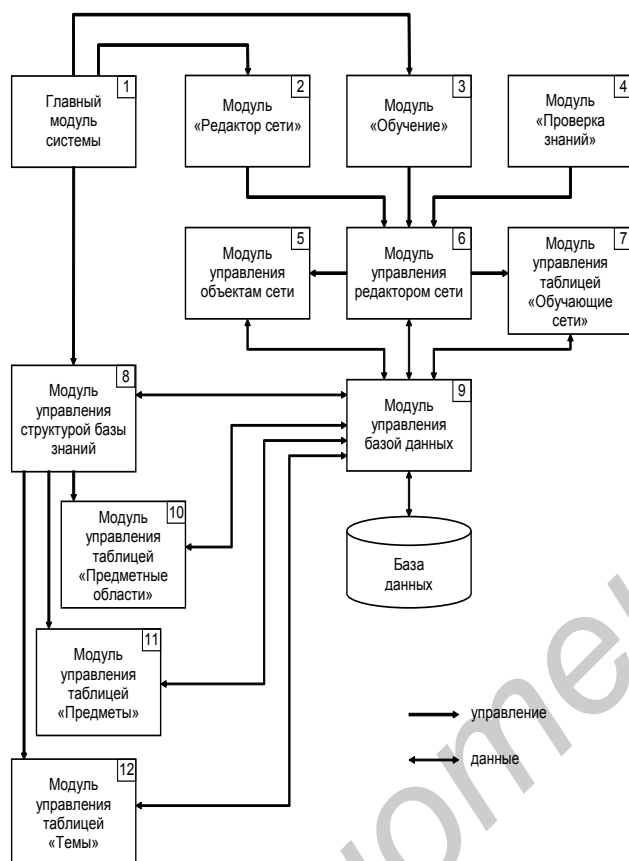 1
Главный
модуль
системы
2
Модуль
«Редактор сети»
3
Модуль
«Обучение»
4
Модуль
«Проверка
знаний»
5
Модуль
управления
объектам сети
6
Модуль
управления
редактором сети
7
Модуль
управления
таблицей
«Обучающие
сети»
8
Модуль
управления
структурой базы
знаний
9
Модуль
управления
базой данных
10
Модуль
управления
таблицей
«Предметные
области»
База
данных
11
Модуль
управления
таблицей
«Предметы»
управление
данные
12
Модуль
управления
таблицей
«Темы»